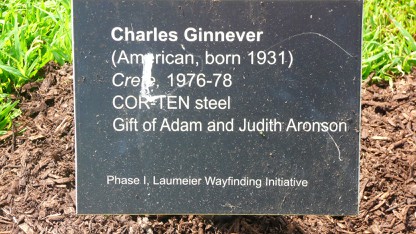 Charles Ginnever
(American, born 1931)
Crete, 1976-78
COR-TEN steel
Gift of Adam and Judith Aronson
Phase I, Laumeier Wayfinding Initiative